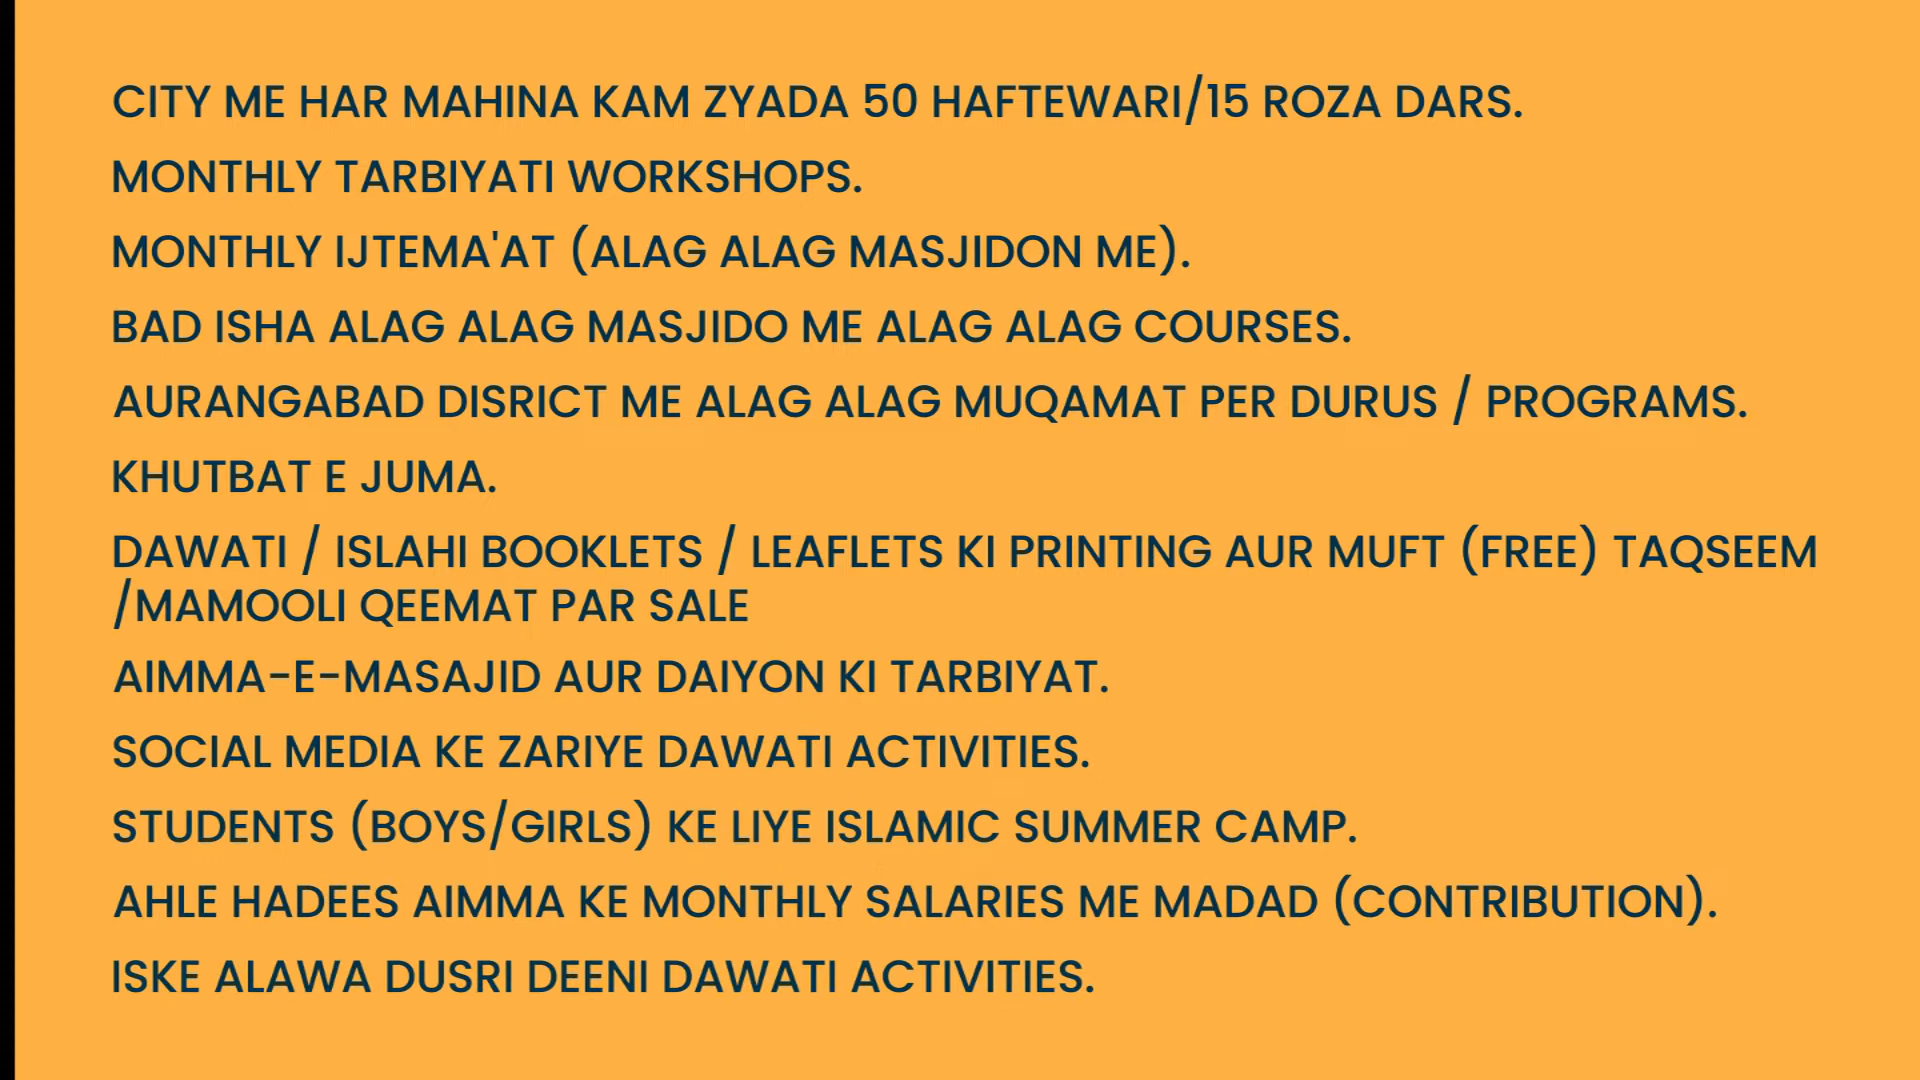 CITY ME HAR MAHINA KAM ZYADA 50 HAFTEWARI/15 ROZA DARS.
MONTHLY TARBIYATI WORKSHOPS.
MONTHLY IJTEMA'AT (ALAG ALAG MASJIDON ME).
BAD ISHA ALAG ALAG MASJIDO ME ALAG ALAG COURSES.
AURANGABAD DISRICT ME ALAG ALAG MUQAMAT PER DURUS / PROGRAMS.
KHUTBAT E JUMA.
DAWATI / ISLAHI BOOKLETS / LEAFLETS KI PRINTING AUR MUFT (FREE) TAQSEEM
/MAMOOLI QEEMAT PAR SALE
AIMMA-E-MASAJID AUR DAIYON KI TARBIYAT.
SOCIAL MEDIA KE ZARIYE DAWATI ACTIVITIES.
STUDENTS (BOYS/GIRLS) KE LIYE ISLAMIC SUMMER CAMP.
AHLE HADEES AIMMA KE MONTHLY SALARIES ME MADAD (CONTRIBUTION).
ISKE ALAWA DUSRI DEENI DAWATI ACTIVITIES.